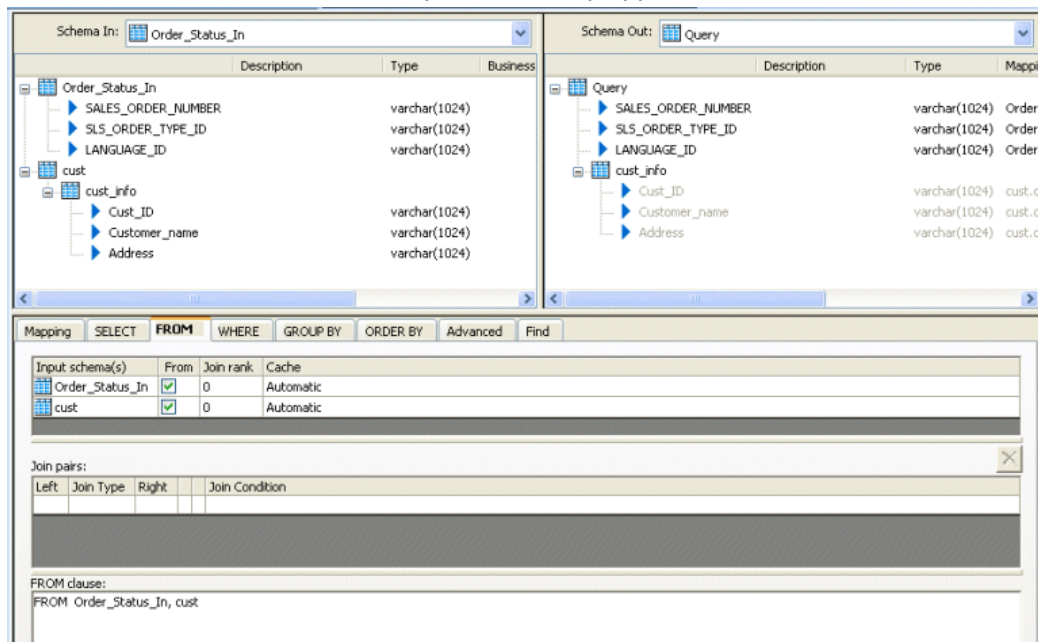 Schema In: Order_Status_In
Schema Out: Query
Description Type Business
Description Type Mappi
Order_Status_In
SALES_ORDER_NUMBER varchar(1024)
SLS_ORDER_TYPE_ID varchar(1024)
LANGUAGE_ID varchar(1024)
cust
cust_info
Cust_ID varchar(1024)
Customer_name varchar(1024)
Address varchar(1024)
Query
SALES_ORDER_NUMBER varchar(1024) Order
SLS_ORDER_TYPE_ID varchar(1024) Order
LANGUAGE_ID varchar(1024) Order
cust_info
Cust_ID varchar(1024) cust.c
Customer_name varchar(1024) cust.c
Address varchar(1024) cust.c
Mapping SELECT FROM WHERE GROUP BY ORDER BY Advanced Find
Input schema(s) From Join rank Cache
Order_Status_In 0 Automatic
cust 0 Automatic
Join pairs:
Left Join Type Right Join Condition
FROM clause:
FROM Order_Status_In, cust